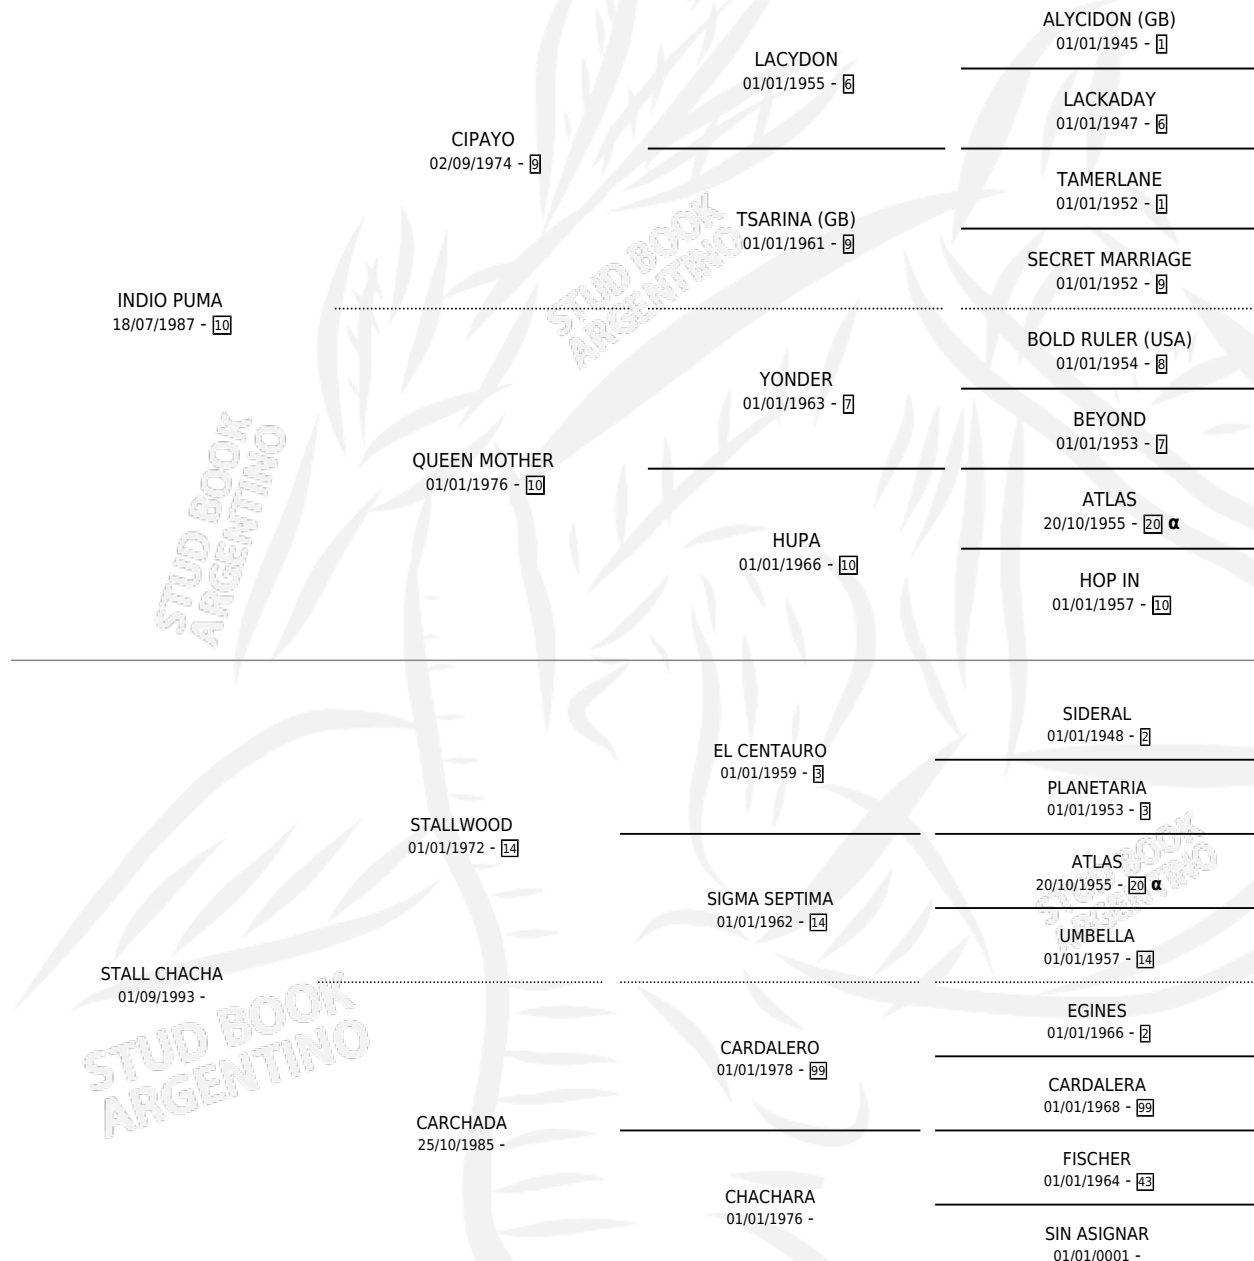 ALYCIDON (GB)
01/01/1945 - 1
LACYDON
01/01/1955 - 6
LACKADAY
01/01/1947 - 6
CIPAYO
02/09/1974 - 9
TAMERLANE
01/01/1952 - 1
TSARINA (GB)
01/01/1961 - 9
SECRET MARRIAGE
01/01/1952 - 9
INDIO PUMA
18/07/1987 - 10
BOLD RULER (USA)
01/01/1954 - 8
YONDER
01/01/1963 - 7
BEYOND
01/01/1953 - 7
QUEEN MOTHER
01/01/1976 - 10
ATLAS
20/10/1955 - 20 α
HUPA
01/01/1966 - 10
HOP IN
01/01/1957 - 10
SIDERAL
01/01/1948 - 2
EL CENTAURO
01/01/1959 - 3
PLANETARIA
01/01/1953 - 3
STALLWOOD
01/01/1972 - 14
ATLAS
20/10/1955 - 20 α
SIGMA SEPTIMA
01/01/1962 - 14
UMBELLA
01/01/1957 - 14
STALL CHACHA
01/09/1993 -
EGINES
01/01/1966 - 2
CARDALERO
01/01/1978 - 99
CARDALERA
01/01/1968 - 99
CARCHADA
25/10/1985 -
FISCHER
01/01/1964 - 43
CHACHARA
01/01/1976 -
SIN ASIGNAR
01/01/0001 -
STUD BOOK
ARGENTINO
STUD BOOK
ARGENTINO
STUD BOOK
ARGENTINO
STUD BOOK
ARGENTINO